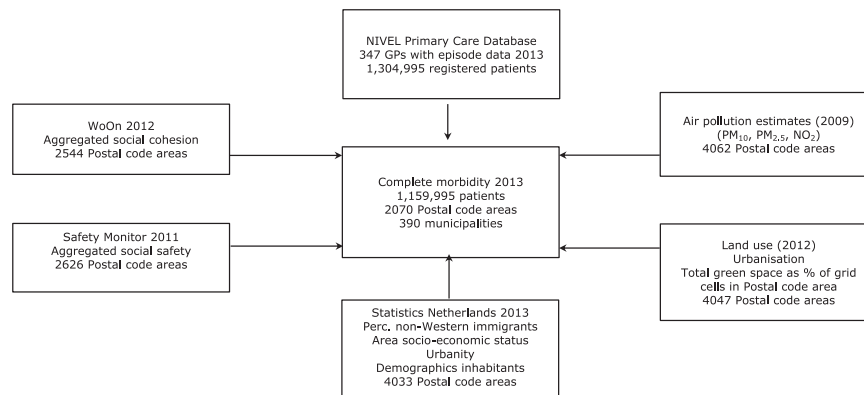 NIVEL Primary Care Database
347 GPs with episode data 2013
1,304,995 registered patients
WoOn 2012
Aggregated social cohesion
2544 Postal code areas
Air pollution estimates (2009)
(PM10, PM2.5, NO2)
4062 Postal code areas
Complete morbidity 2013
1,159,995 patients
2070 Postal code areas
390 municipalities
Safety Monitor 2011
Aggregated social safety
2626 Postal code areas
Land use (2012)
Urbanisation
Total green space as % of grid
cells in Postal code area
4047 Postal code areas
Statistics Netherlands 2013
Perc. non-Western immigrants
Area socio-economic status
Urbanity
Demographics inhabitants
4033 Postal code areas